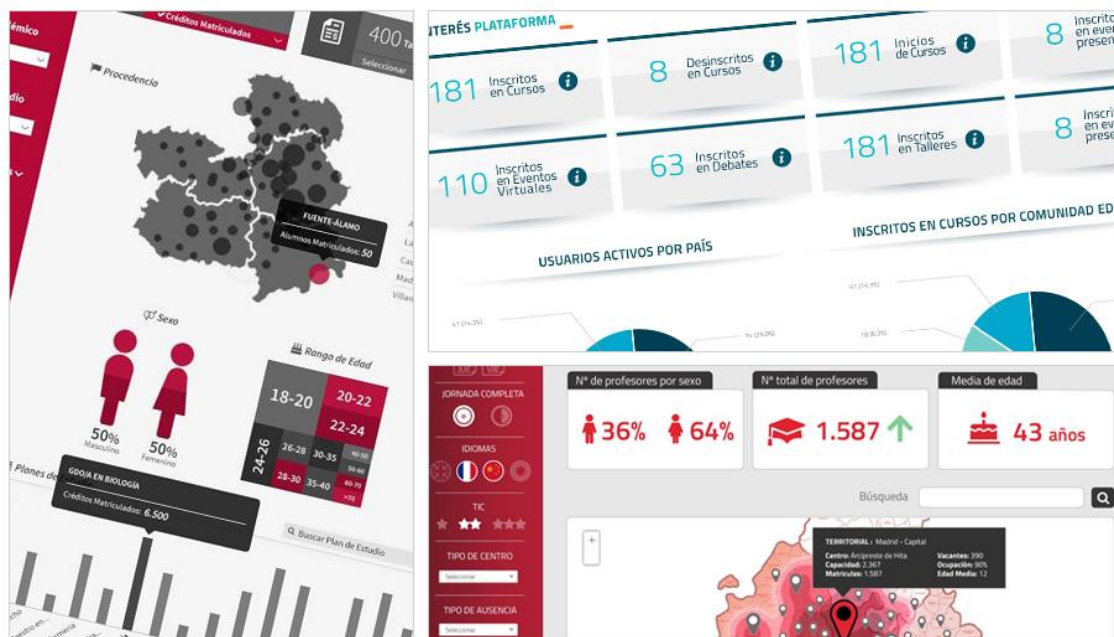 Créditos Matriculados
400
Seleccionar
Procedencia
FUENTE-ÁLAMO
Alumnos Matriculados: 50
Sexo
50%
Masculino
50%
Femenino
Rango de Edad
18-20
20-22
22-24
24-26
26-28
30-35
40-50
50-60
28-30
35-40
60-70
>70
GDO/A EN BIOLOGÍA
Créditos Matriculados: 6.500
Buscar Plan de Estudio
PLATAFORMA
181 Inscritos
en Cursos
8 Desinscritos
en Cursos
181 Inicios
de Cursos
8
110 Inscritos
en Eventos
Virtuales
63 Inscritos
en Debates
181 Inscritos
en Talleres
8
USUARIOS ACTIVOS POR PAÍS
INSCRITOS EN CURSOS POR COMUNIDAD
JORNADA COMPLETA
IDIOMAS
TIC
TIPO DE CENTRO
Seleccionar
TIPO DE AUSENCIA
Seleccionar
Nº de profesores por sexo
36% 64%
Nº total de profesores
1.587
Media de edad
43 años
Búsqueda
TERRITORIAL: Madrid - Capital
Centro: Arcipreste de Hita
Capacidad: 2.367
Matriculas: 1.587
Vacantes: 390
Ocupación: 90%
Edad Media: 12